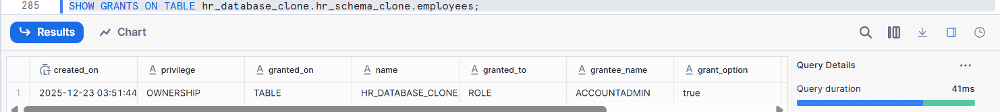 285 SHOW GRANTS ON TABLE hr_database_clone.hr_schema_clone.employees;
Results Chart
created_on privilege granted_on name granted_to grantee_name grant_option
1 2025-12-23 03:51:44 OWNERSHIP TABLE HR_DATABASE_CLONE ROLE ACCOUNTADMIN true
Query Details ...
Query duration 41ms